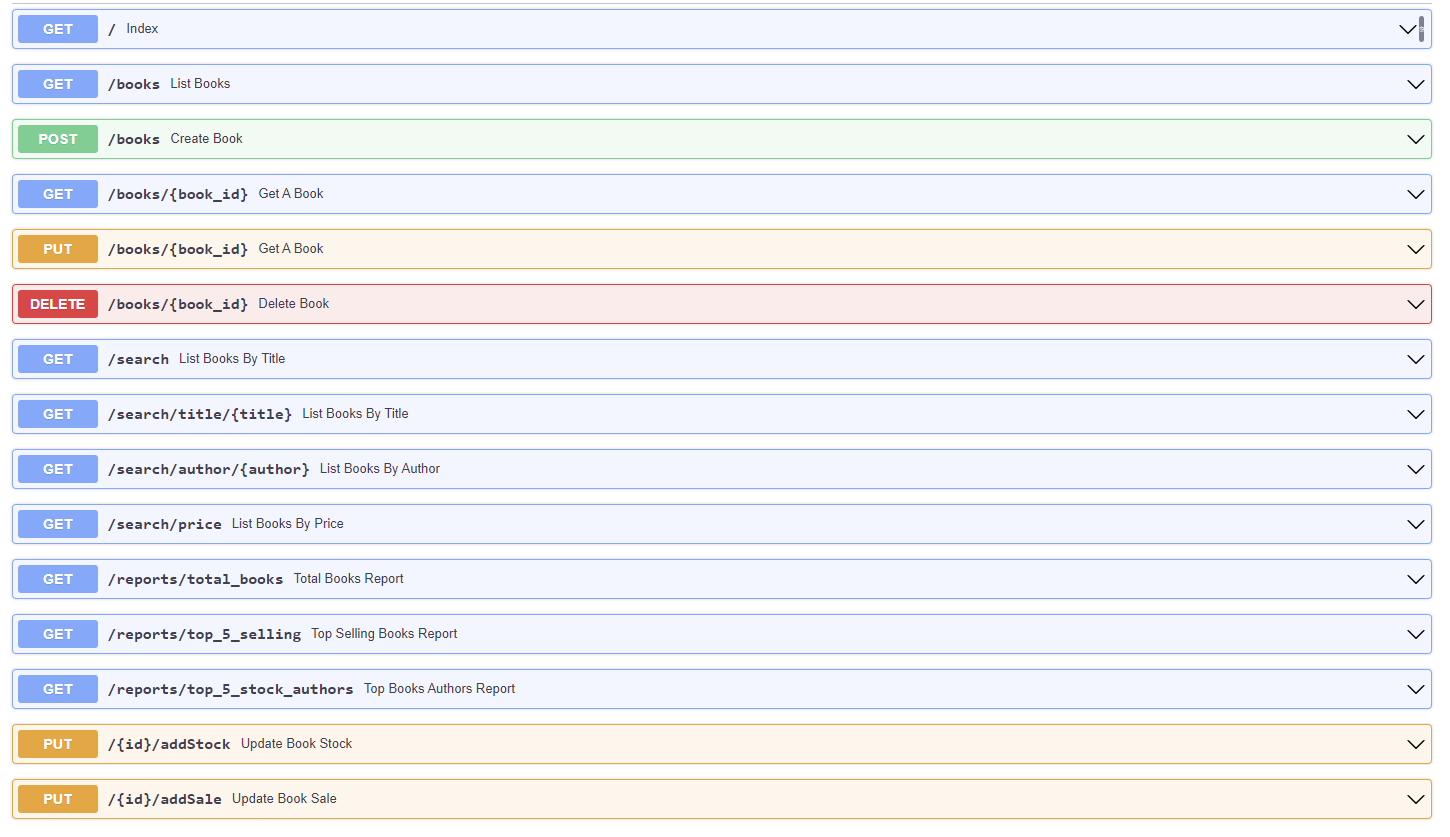 GET / Index
GET /books List Books
POST /books Create Book
GET /books/{book_id} Get A Book
PUT /books/{book_id} Get A Book
DELETE /books/{book_id} Delete Book
GET /search List Books By Title
GET /search/title/{title} List Books By Title
GET /search/author/{author} List Books By Author
GET /search/price List Books By Price
GET /reports/total_books Total Books Report
GET /reports/top_5_selling Top Selling Books Report
GET /reports/top_5_stock_authors Top Books Authors Report
PUT /{id}/addStock Update Book Stock
PUT /{id}/addSale Update Book Sale